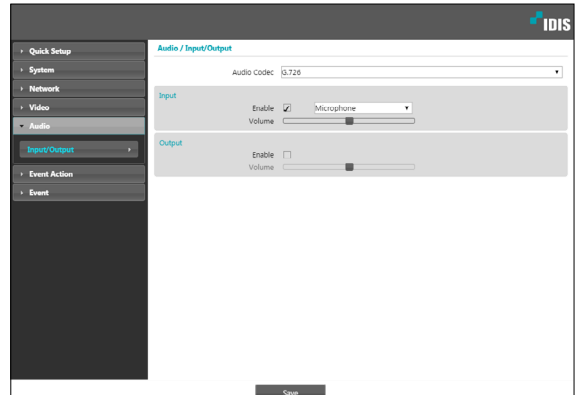 IDIS
Quick Setup
System
Network
Video
Audio
Input/Output
Event Action
Event
Audio / Input/Output
Audio Codec G.726
Input
Enable Microphone
Volume
Output
Enable
Volume
Save